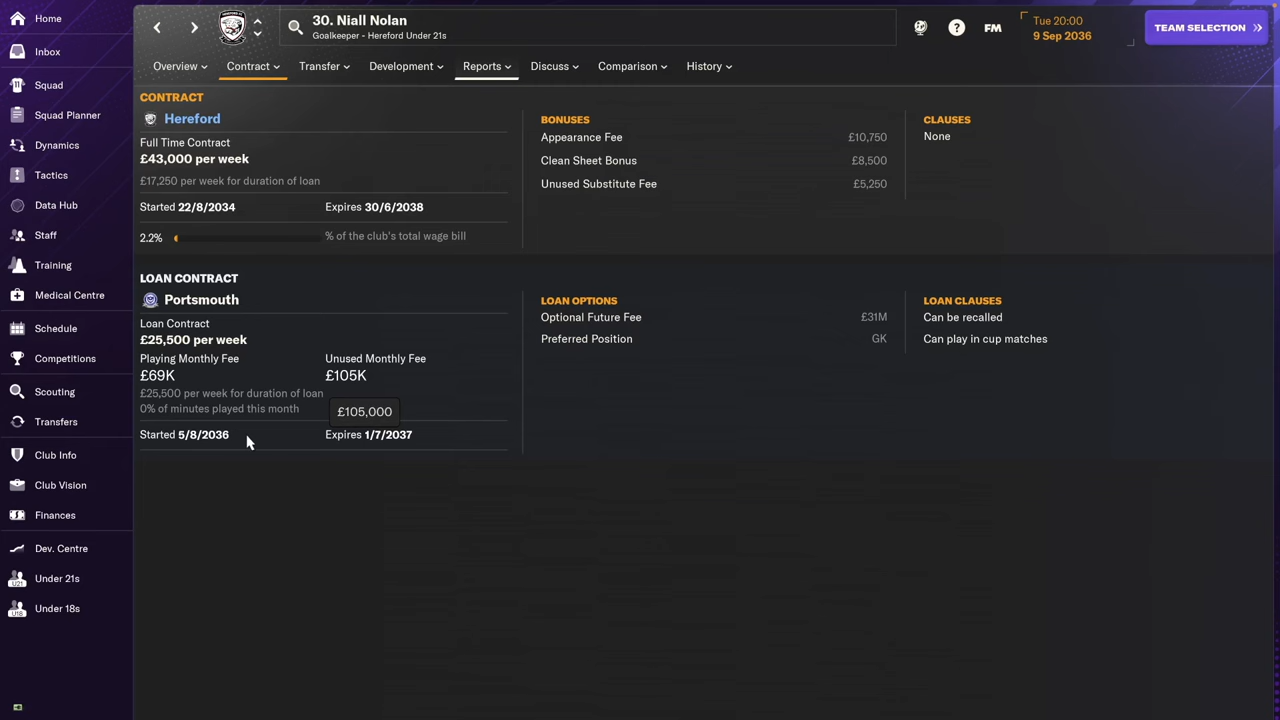 Home
Inbox
Squad
Squad Planner
Dynamics
Tactics
Data Hub
Staff
Training
Medical Centre
Schedule
Competitions
Scouting
Transfers
Club Info
Club Vision
Finances
Dev. Centre
Under 21s
Under 18s
30. Niall Nolan
Goalkeeper - Hereford Under 21s
?
FM
Tue 20:00
9 Sep 2036
TEAM SELECTION
Overview
Contract
Transfer
Development
Reports
Discuss
Comparison
History
CONTRACT
Hereford
Full Time Contract
£43,000 per week
£17,250 per week for duration of loan
Started 22/8/2034 Expires 30/6/2038
2.2% % of the club's total wage bill
BONUSES
Appearance Fee £10,750
Clean Sheet Bonus £8,500
Unused Substitute Fee £5,250
CLAUSES
None
LOAN CONTRACT
Portsmouth
Loan Contract
£25,500 per week
Playing Monthly Fee Unused Monthly Fee
£69K £105K
£25,500 per week for duration of loan
0% of minutes played this month
£105,000
Started 5/8/2036 Expires 1/7/2037
LOAN OPTIONS
Optional Future Fee £31M
Preferred Position GK
LOAN CLAUSES
Can be recalled
Can play in cup matches